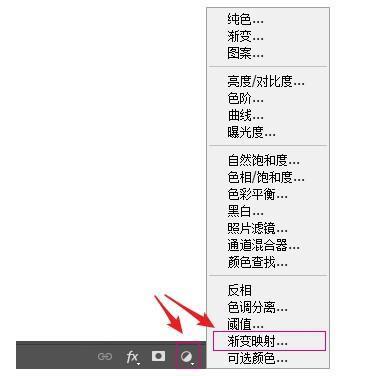 纯色...
渐变...
图案...
亮度/对比度...
色阶...
曲线...
曝光度...
自然饱和度...
色相/饱和度...
色彩平衡...
黑白...
照片滤镜...
通道混合器...
颜色查找...
反相
色调分离...
阈值...
渐变映射...
可选颜色...
fx